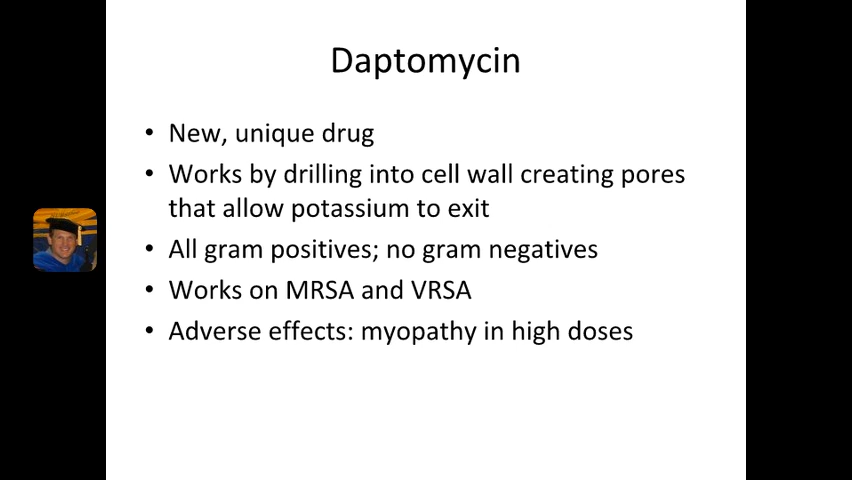 Daptomycin
• New, unique drug
• Works by drilling into cell wall creating pores
that allow potassium to exit
• All gram positives; no gram negatives
• Works on MRSA and VRSA
• Adverse effects: myopathy in high doses